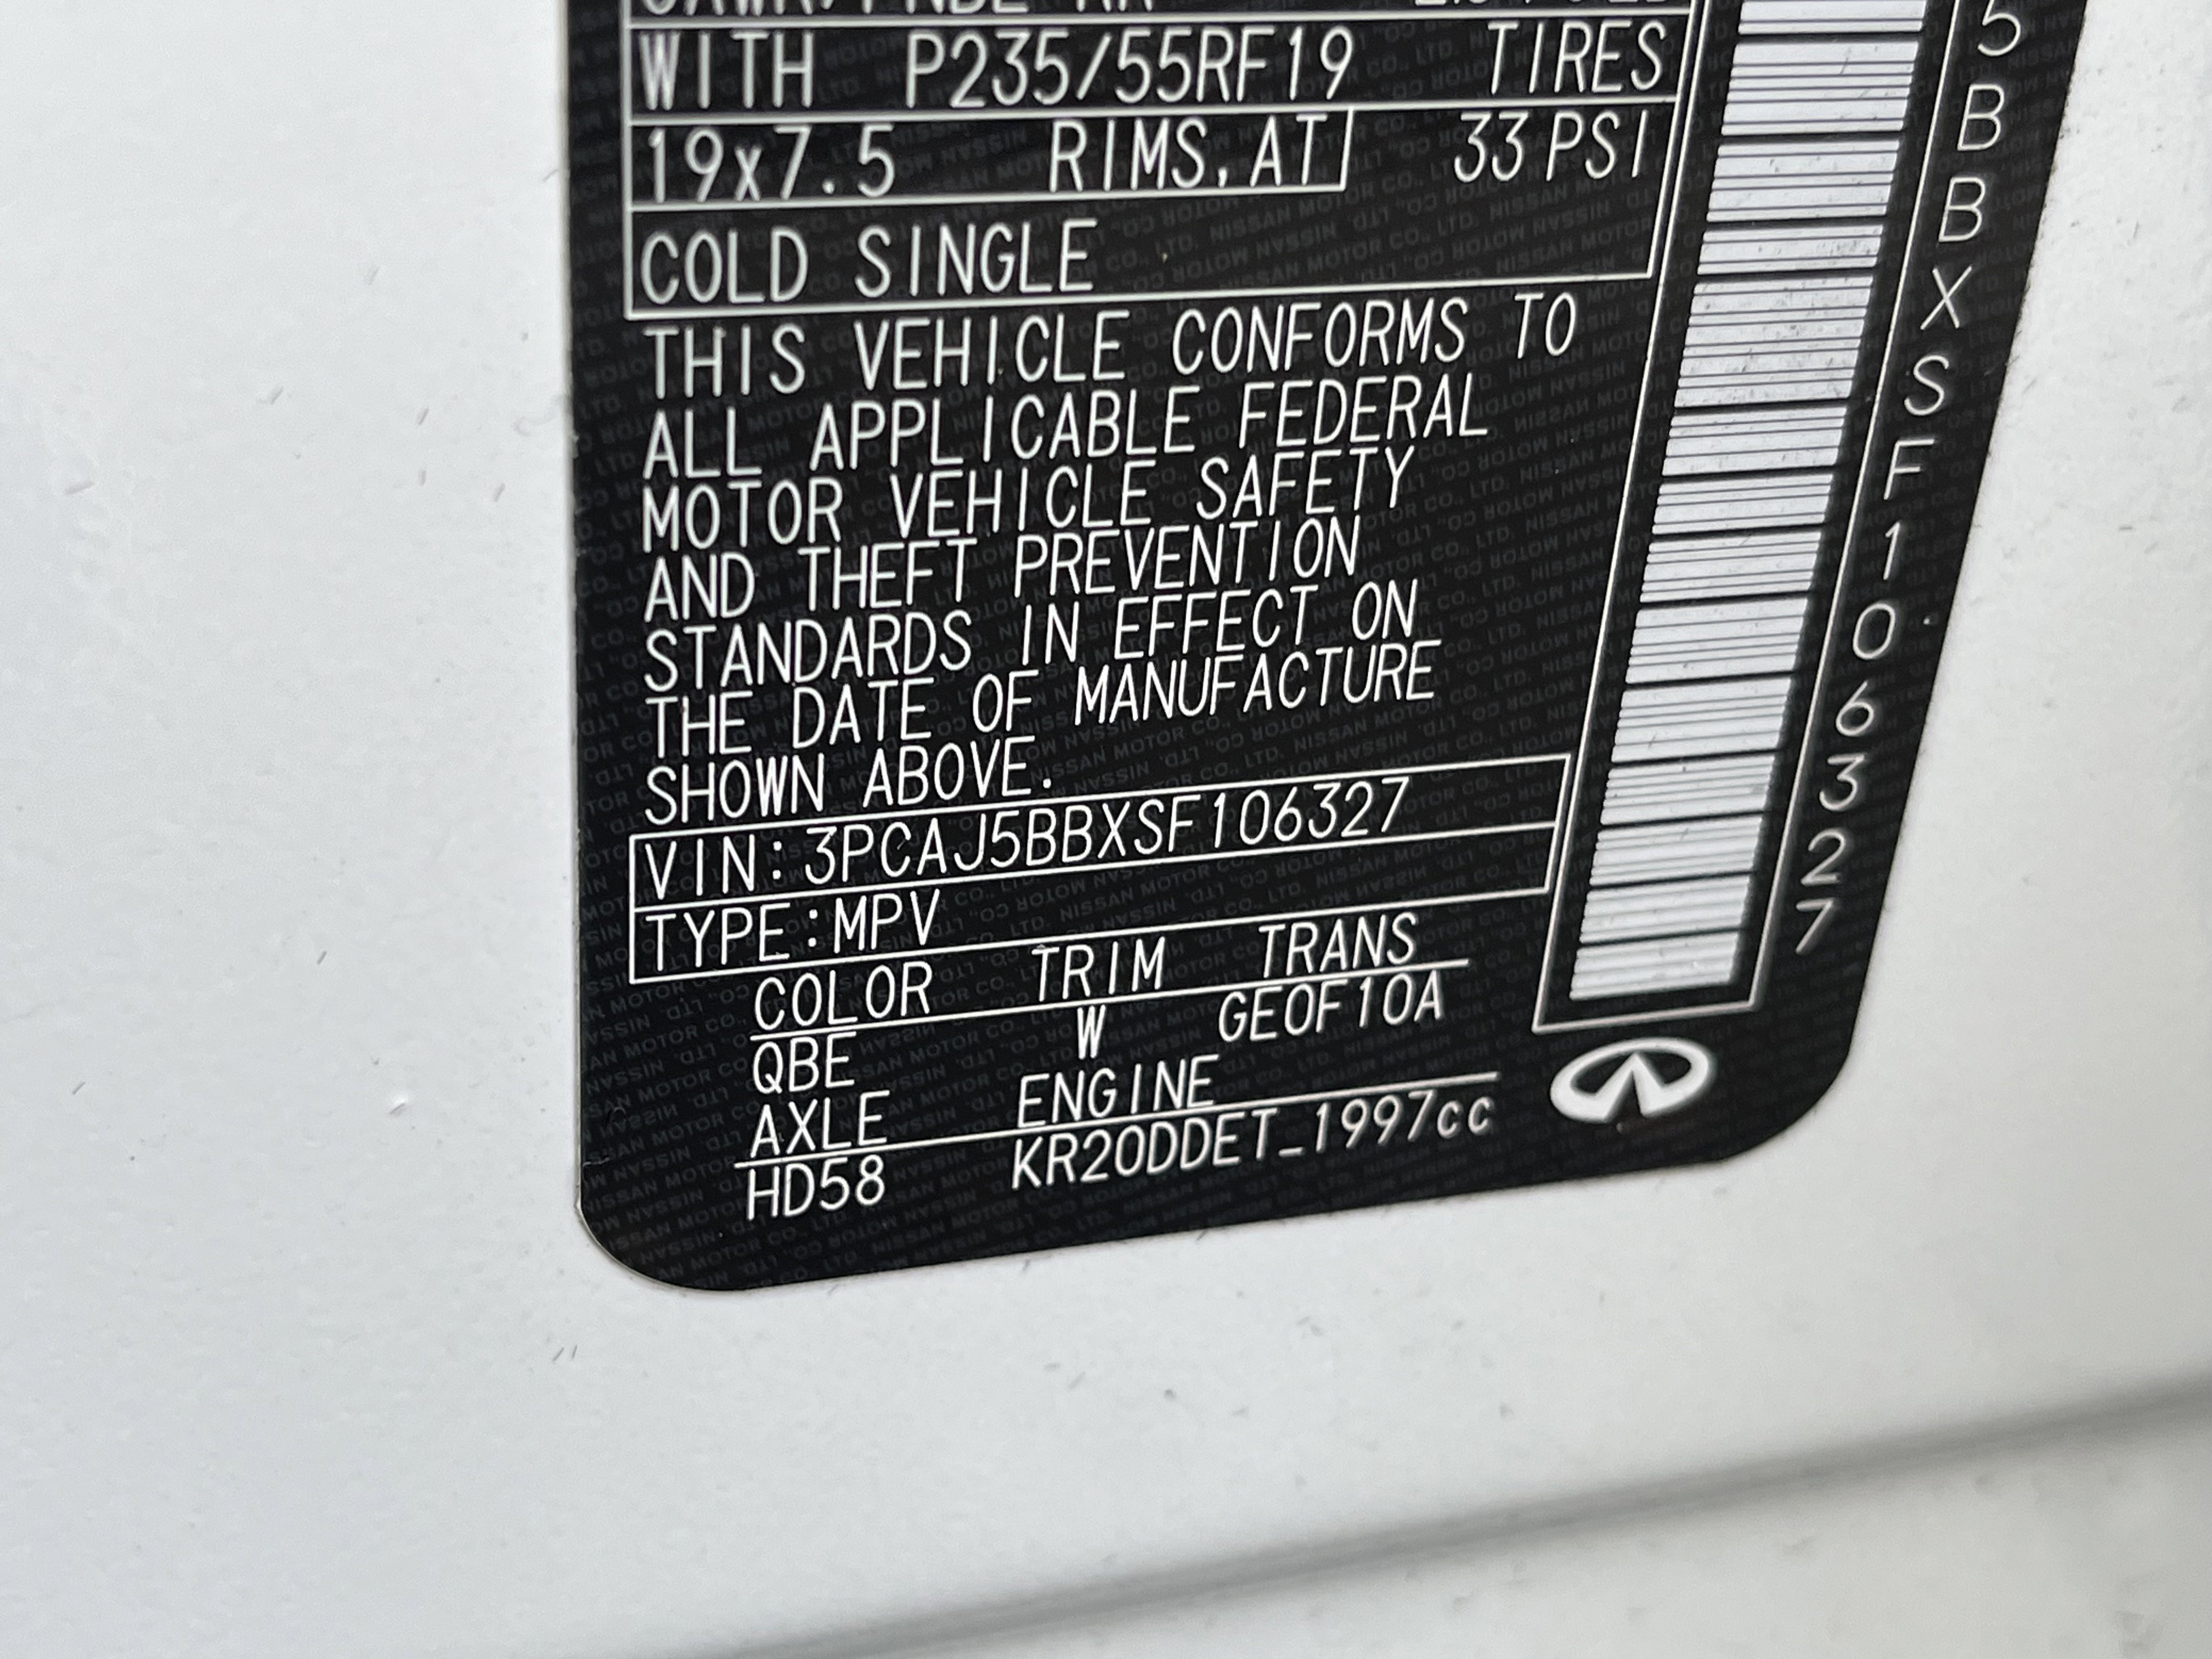 WITH P235/55RF19 TIRES
19x7.5 RIMS,AT 33 PSI
COLD SINGLE
THIS VEHICLE CONFORMS TO
ALL APPLICABLE FEDERAL
MOTOR VEHICLE SAFETY
AND THEFT PREVENTION
STANDARDS IN EFFECT ON
THE DATE OF MANUFACTURE
SHOWN ABOVE.
VIN:3PCAJ5BBXSF106327
TYPE:MPV
COLOR TRIM TRANS
QBE W GE0F10A
AXLE ENGINE
HD58 KR20DDET_1997cc
5BBXSF106327